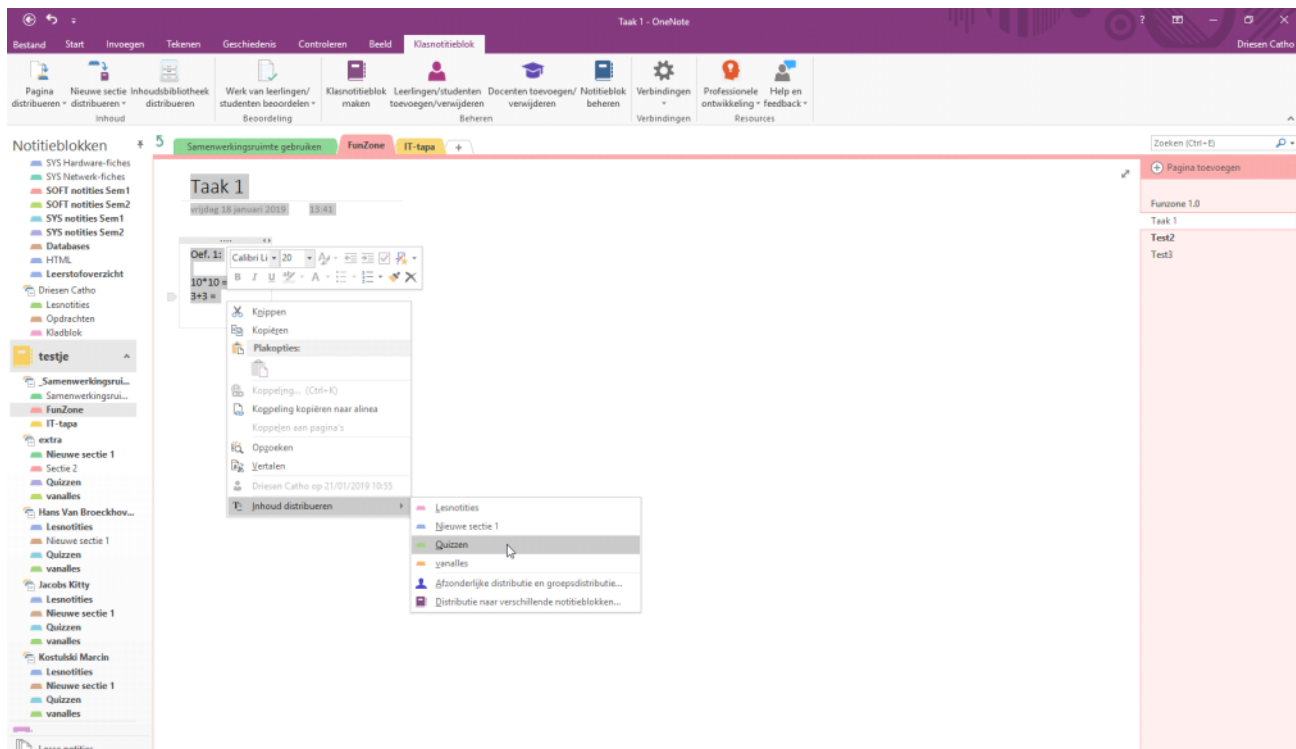 Taak 1 - OneNote
?
Bestand Start Invoegen Tekenen Geschiedenis Controleren Beeld Klasnotitieblok
Driesen Catho
Pagina distribueren
Nieuwe sectie distribueren
Inhoudsbibliotheek distribueren
Werk van leerlingen/ studenten beoordelen
Klasnotitieblok maken
Leerlingen/studenten toevoegen/verwijderen
Docenten toevoegen/ verwijderen
Notitieblok beheren
Verbindingen
Professionele ontwikkeling
Help en feedback
Inhoud Beoordeling Beheren Verbindingen Resources
Notitieblokken
SYS Hardware-fiches
SYS Netwerk-fiches
SOFT notities Sem1
SOFT notities Sem2
SYS notities Sem1
SYS notities Sem2
Databases
HTML
Leerstofoverzicht
Driesen Catho
Lesnotities
Opdrachten
Kladblok
testje
_Samenwerkingsrui...
Samenwerkingsrui...
FunZone
IT-tapa
extra
Nieuwe sectie 1
Sectie 2
Quizzen
vanalles
Hans Van Broeckhov...
Lesnotities
Nieuwe sectie 1
Quizzen
vanalles
Jacobs Kitty
Lesnotities
Nieuwe sectie 1
Quizzen
vanalles
Kostulski Marcin
Lesnotities
Nieuwe sectie 1
Quizzen
vanalles
Losse notities
Samenwerkingsruimte gebruiken FunZone IT-tapa +
Zoeken (Ctrl+E)
Taak 1
vrijdag 18 januari 2019 13:41
Oef. 1:
10*10 =
3+3 =
Calibri Li 20
B I U A
Knippen
Kopiëren
Plakopties:
Koppeling... (Ctrl+K)
Koppeling kopiëren naar alinea
Koppelen aan pagina's
Opzoeken
Vertalen
Driesen Catho op 21/01/2019 10:35
Inhoud distribueren
Lesnotities
Nieuwe sectie 1
Quizzen
vanalles
Afzonderlijke distributie en groepsdistributie...
Distributie naar verschillende notitieblokken...
Pagina toevoegen
Funzone 1.0
Taak 1
Test2
Test3